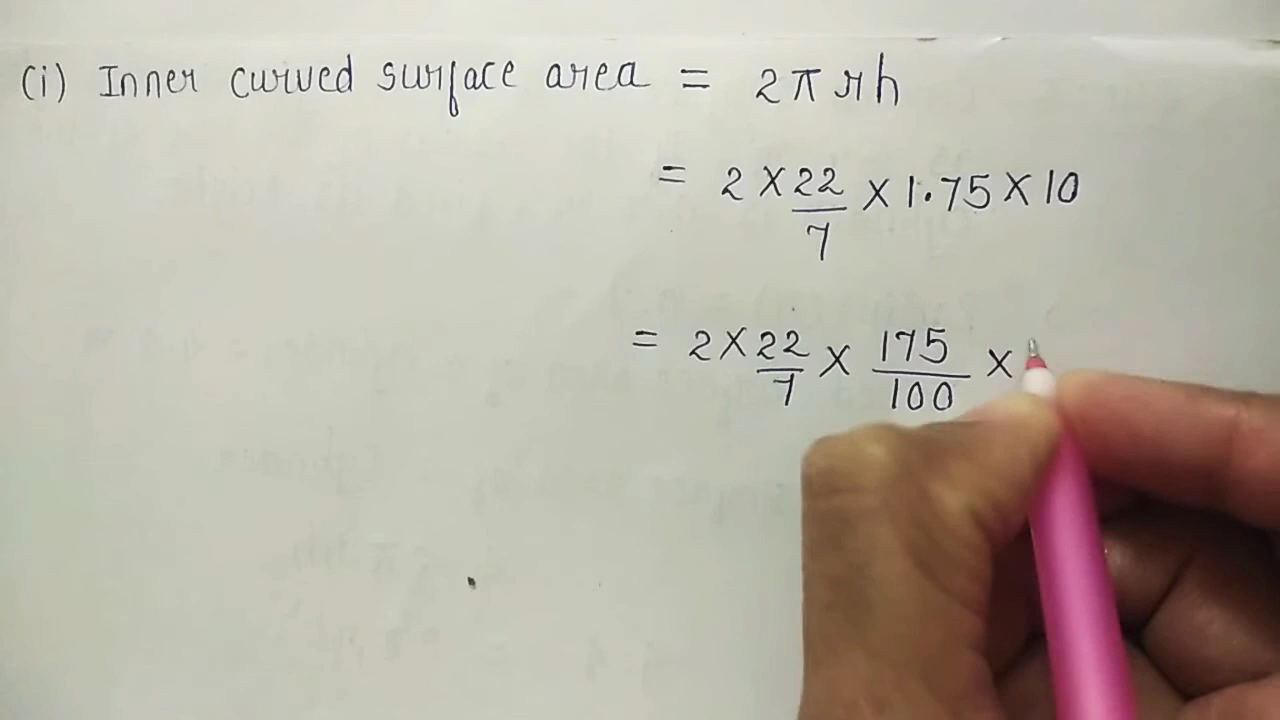 (i) Inner curved surface area = 2πrh
= 2 × 22/7 × 1.75 × 10
= 2 × 22/7 × 175/100 ×